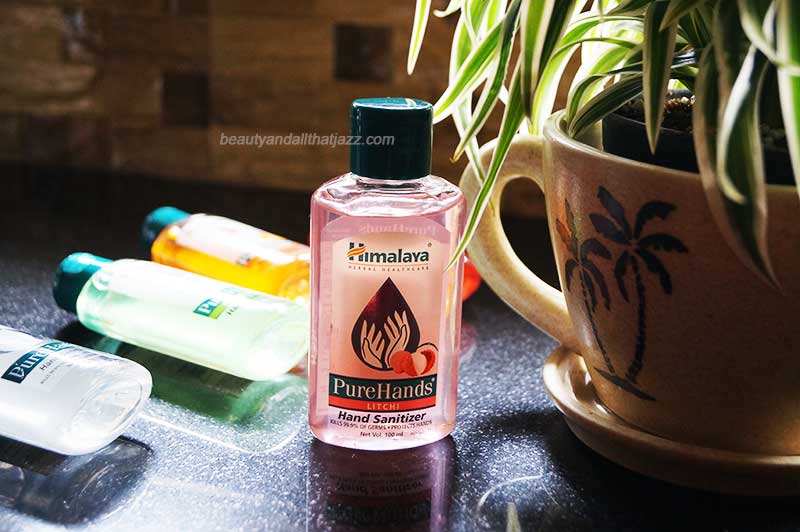 beautyandallthatjazz.com
Himalaya
HERBAL HEALTHCARE
PureHands
LITCHI
Hand Sanitizer
KILLS 99.9% OF GERMS • PROTECTS HANDS
Net Vol. 100 ml